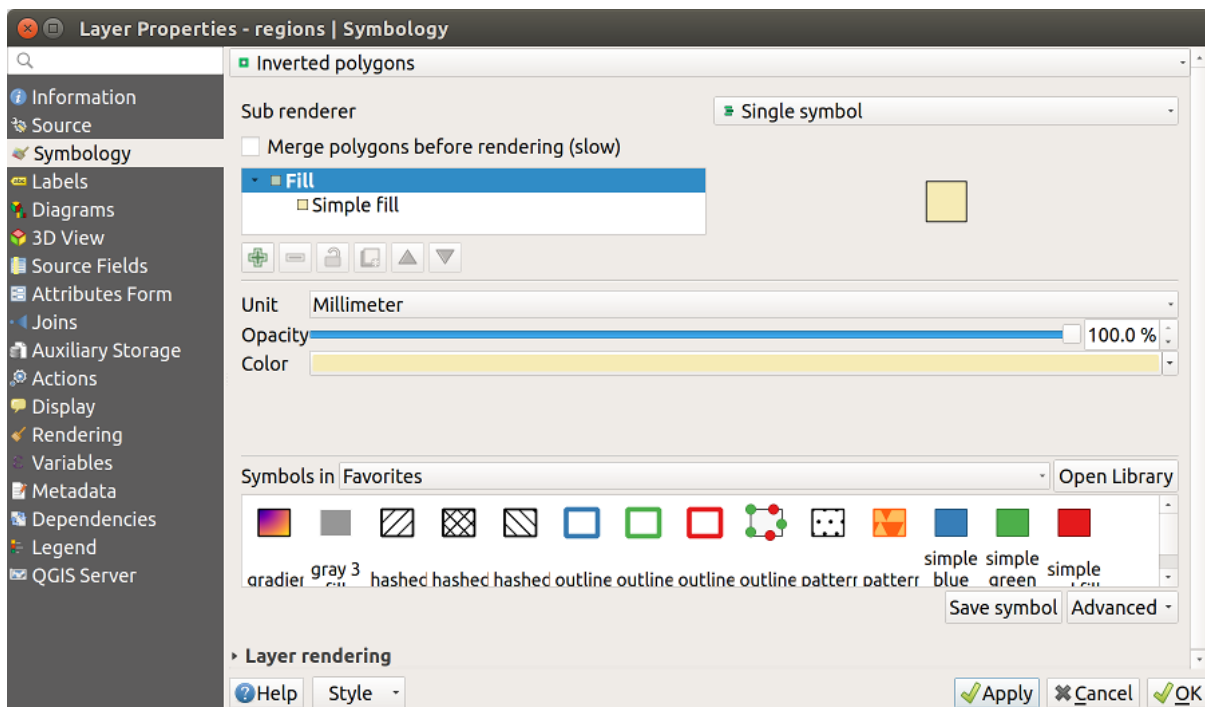 Layer Properties - regions | Symbology
Information
Source
Symbology
Labels
Diagrams
3D View
Source Fields
Attributes Form
Joins
Auxiliary Storage
Actions
Display
Rendering
Variables
Metadata
Dependencies
Legend
QGIS Server
Inverted polygons
Sub renderer Single symbol
Merge polygons before rendering (slow)
Fill
Simple fill
Unit Millimeter
Opacity 100.0 %
Color
Symbols in Favorites Open Library
gray 3 hashed hashed hashed outline outline outline outline simple blue simple green simple
Save symbol Advanced
Layer rendering
Help Style Apply Cancel OK